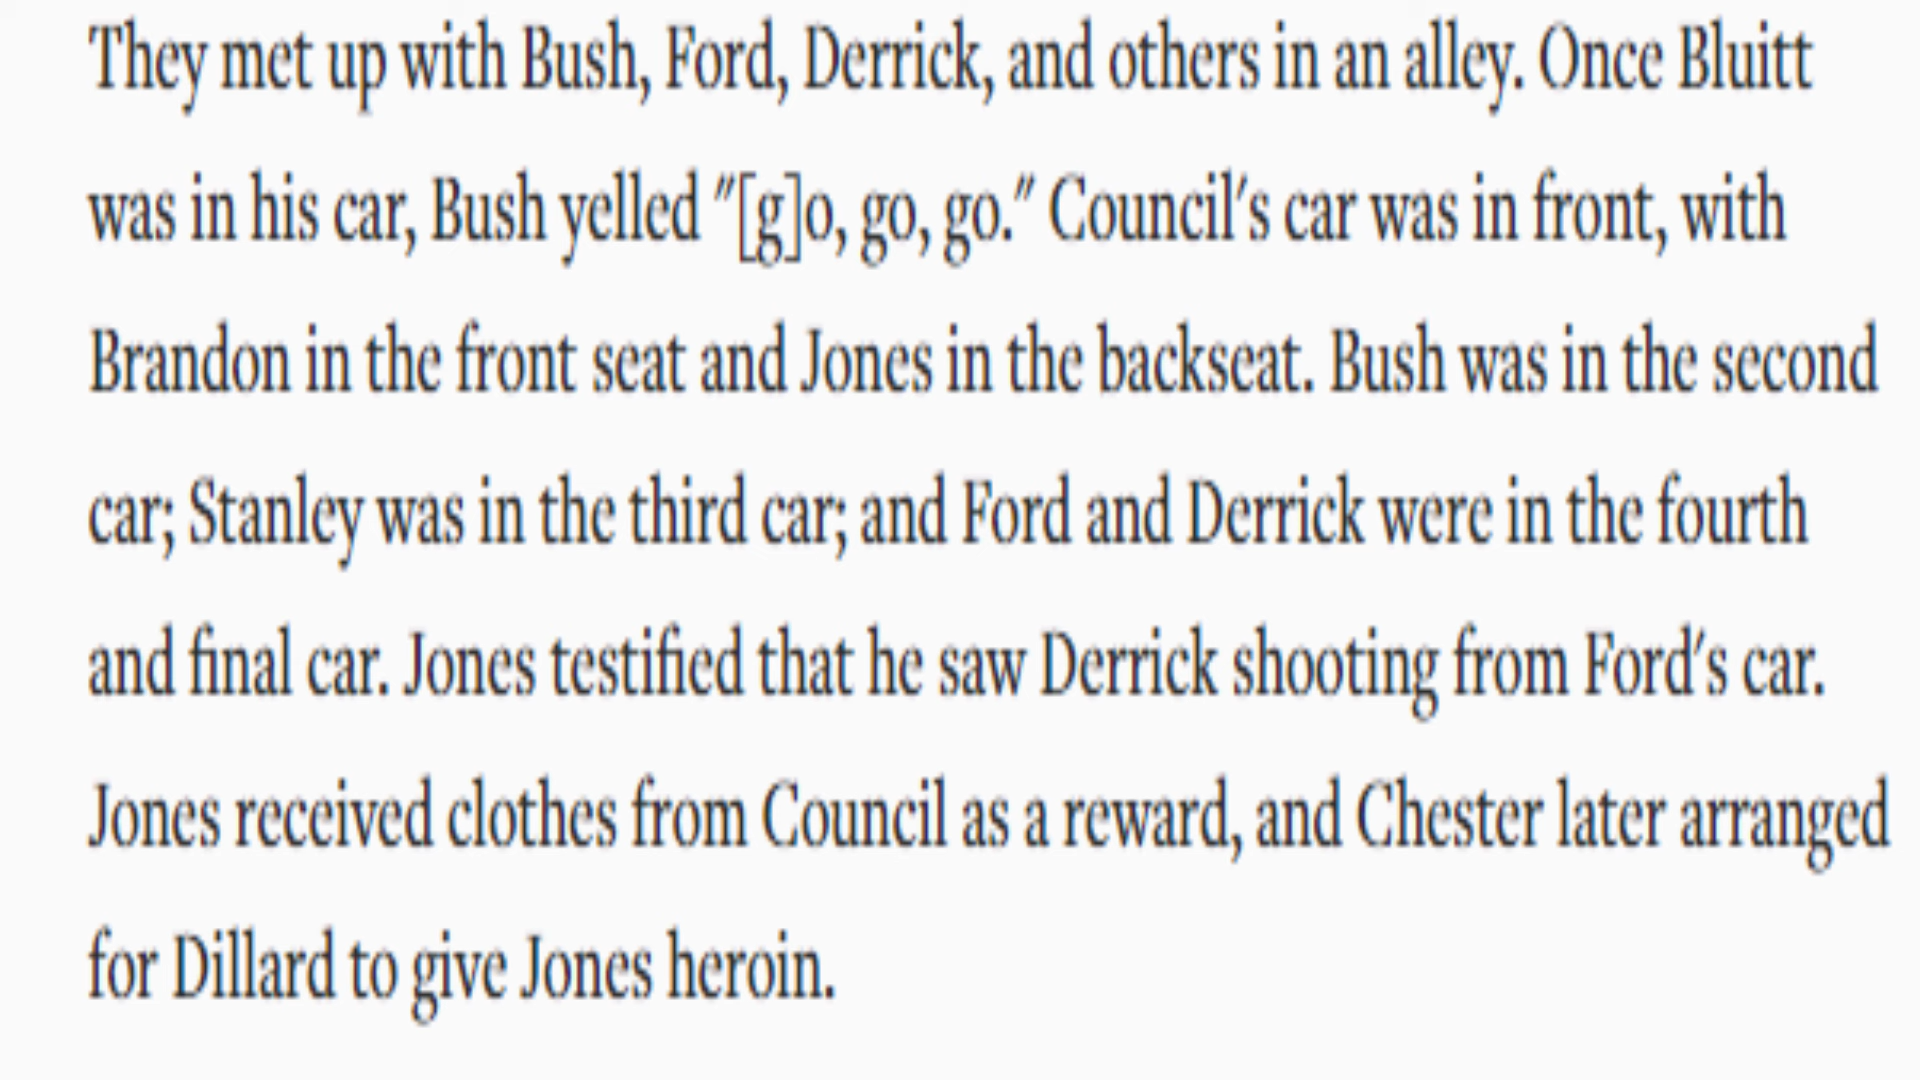 They met up with Bush, Ford, Derrick, and others in an alley. Once Bluitt
was in his car, Bush yelled "[g]o, go, go." Council's car was in front, with
Brandon in the front seat and Jones in the backseat. Bush was in the second
car; Stanley was in the third car; and Ford and Derrick were in the fourth
and final car. Jones testified that he saw Derrick shooting from Ford's car.
Jones received clothes from Council as a reward, and Chester later arranged
for Dillard to give Jones heroin.